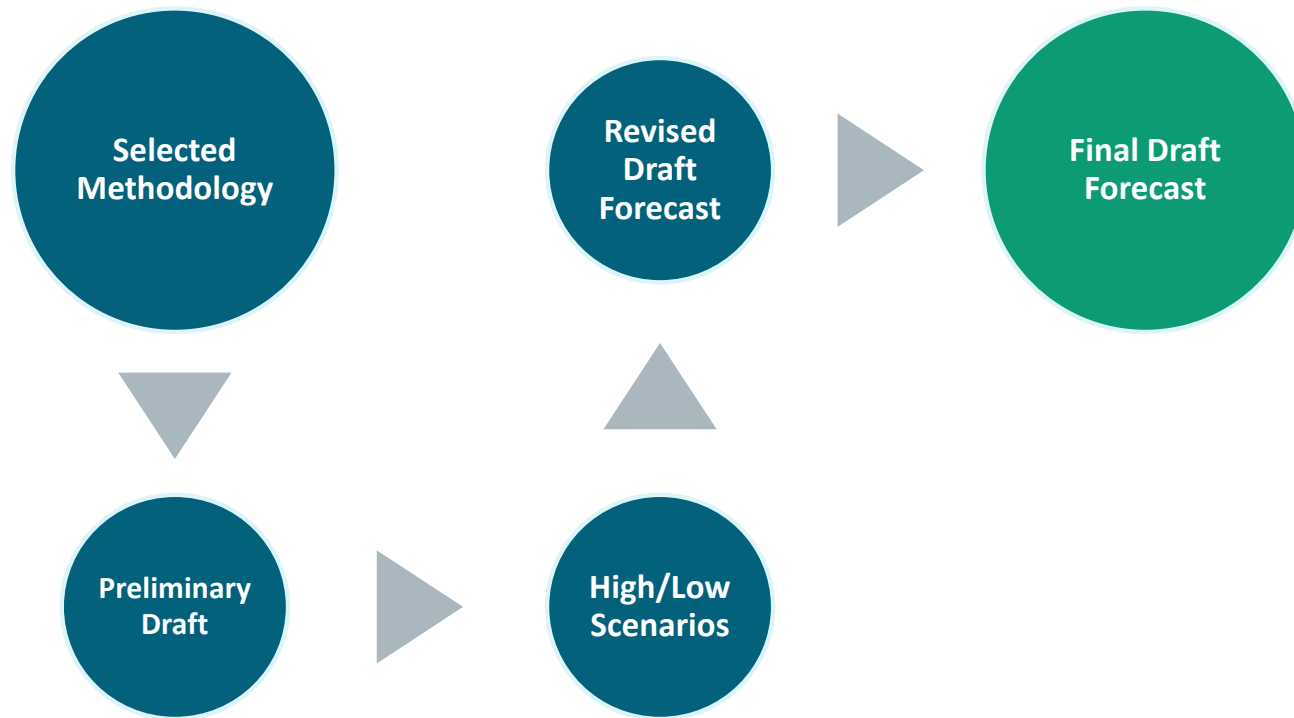 Selected
Methodology
Preliminary
Draft
High/Low
Scenarios
Revised
Draft
Forecast
Final Draft
Forecast